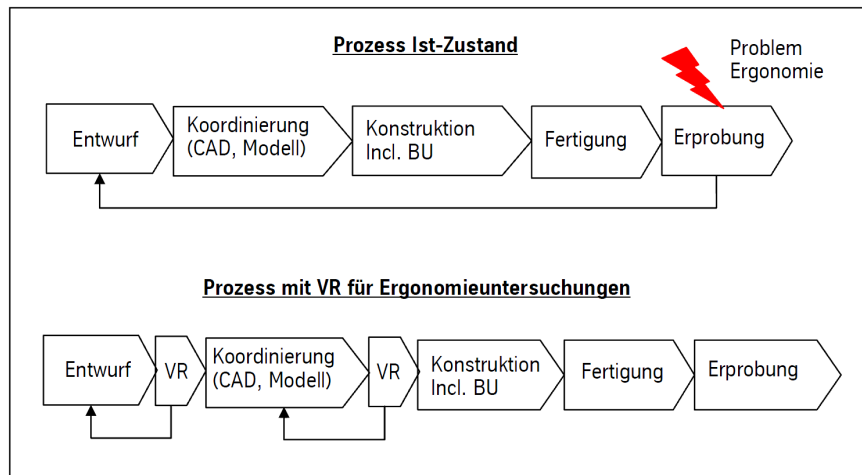 Prozess Ist-Zustand
Problem
Ergonomie
Entwurf
Koordinierung
(CAD, Modell)
Konstruktion
Incl. BU
Fertigung
Erprobung
Prozess mit VR für Ergonomieuntersuchungen
Entwurf
VR
Koordinierung
(CAD, Modell)
VR
Konstruktion
Incl. BU
Fertigung
Erprobung